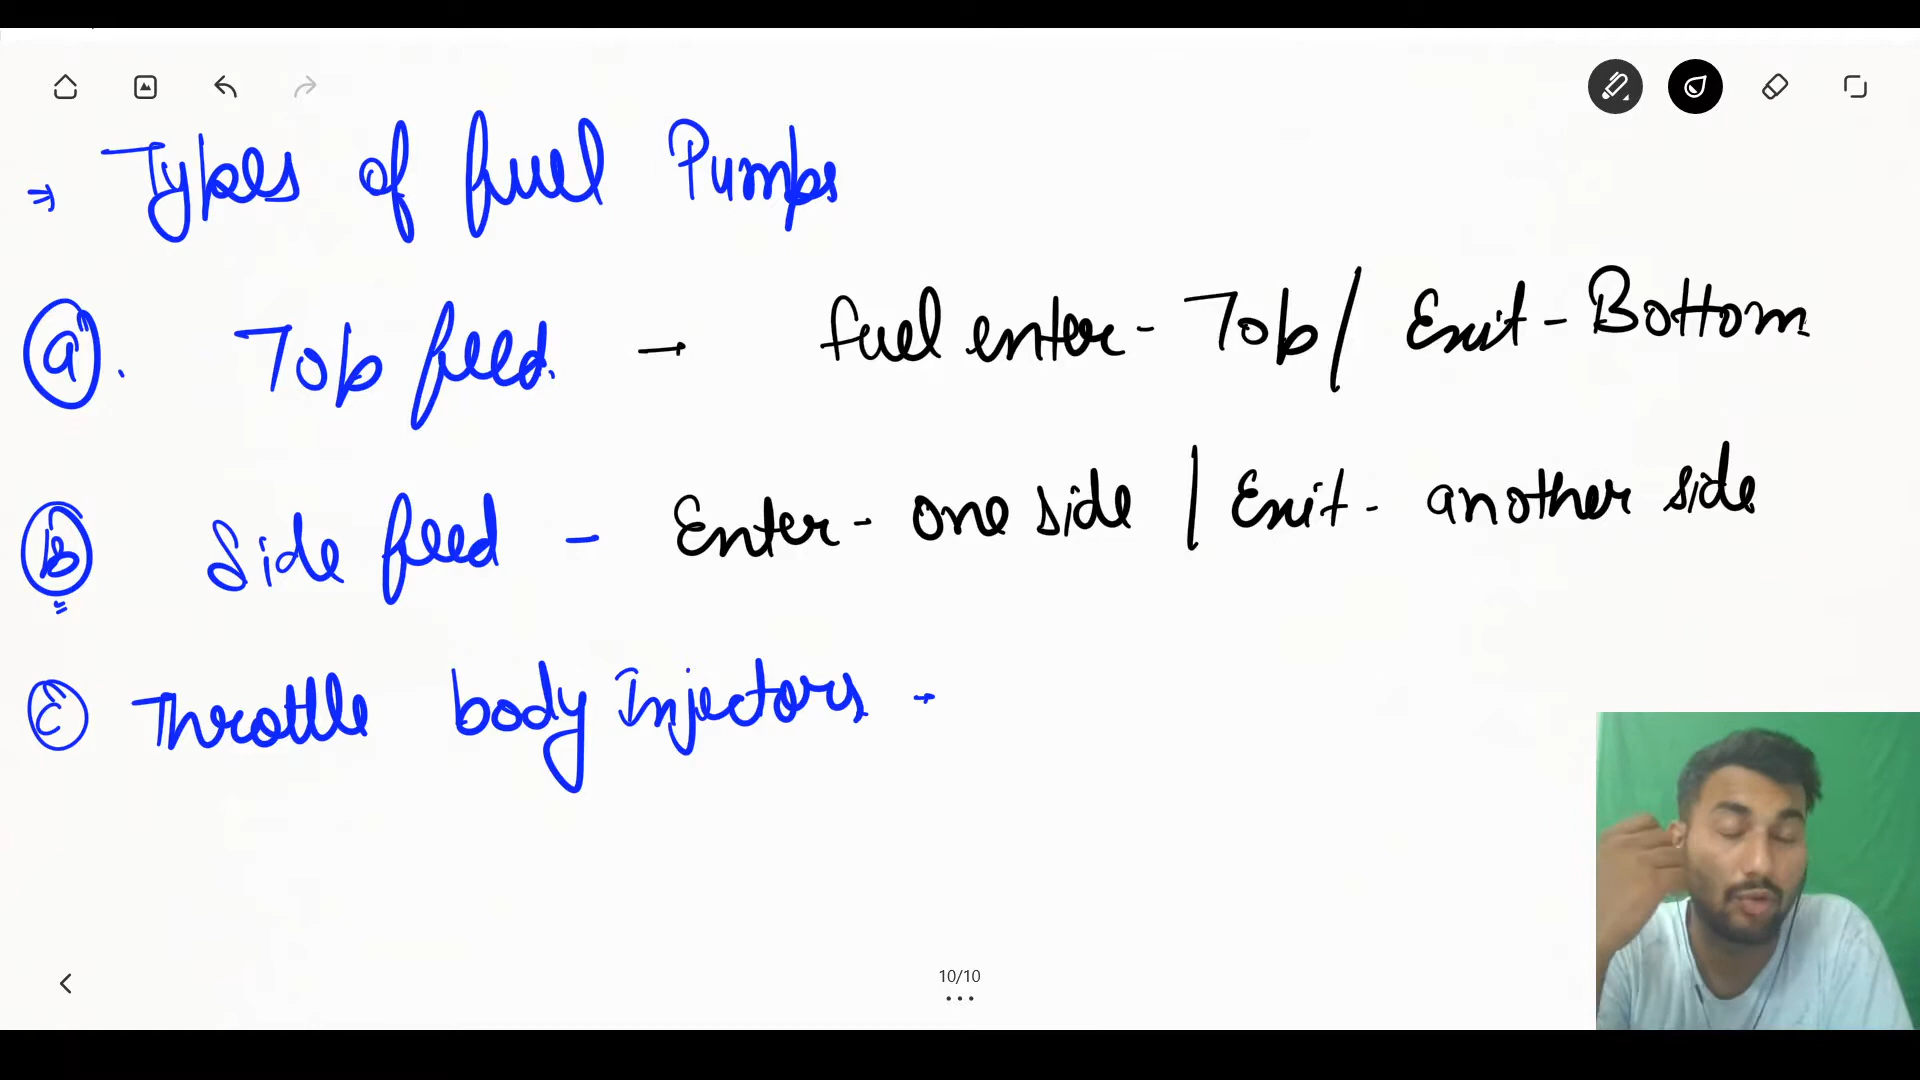 ⇒ Types of fuel Pumps
(a). Top feed. → fuel enter - Top / Exit - Bottom
(b) Side feed - Enter - one side | Exit - another side
(c) Throttle body Injectors -
10/10